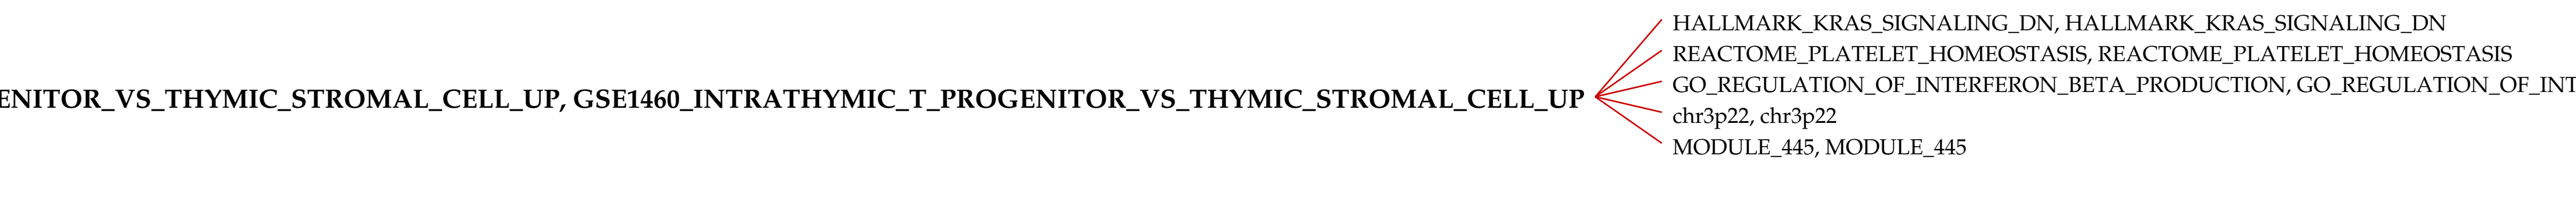 HALLMARK_KRAS_SIGNALING_DN, HALLMARK_KRAS_SIGNALING_DN
REACTOME_PLATELET_HOMEOSTASIS, REACTOME_PLATELET_HOMEOSTASIS
GO_REGULATION_OF_INTERFERON_BETA_PRODUCTION, GO_REGULATION_OF_INT
ENITOR_VS_THYMIC_STROMAL_CELL_UP, GSE1460_INTRATHYMIC_T_PROGENITOR_VS_THYMIC_STROMAL_CELL_UP
chr3p22, chr3p22
MODULE_445, MODULE_445